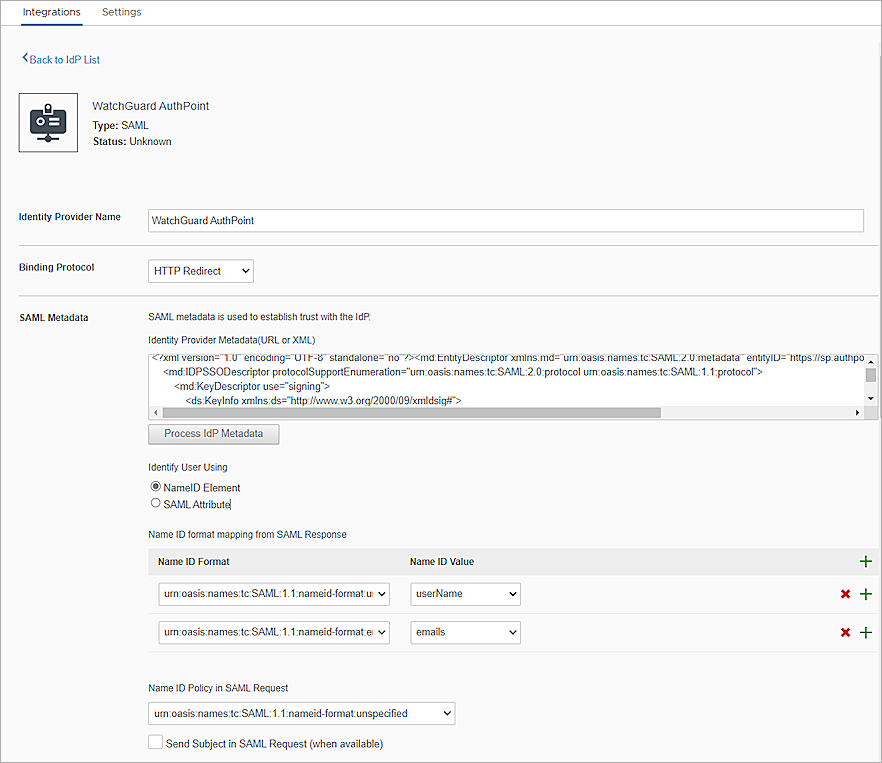 Integrations
Settings
Back to IdP List
WatchGuard AuthPoint
Type: SAML
Status: Unknown
Identity Provider Name
WatchGuard AuthPoint
Binding Protocol
HTTP Redirect
SAML Metadata
SAML metadata is used to establish trust with the IdP.
Identity Provider Metadata(URL or XML)
<?xml version="1.0" encoding="UTF-8" standalone="no"?><md:EntityDescriptor xmlns:md="urn:oasis:names:tc:SAML:2.0:metadata" entityID="https://sp.authpo
<md:IDPSSODescriptor protocolSupportEnumeration="urn:oasis:names:tc:SAML:2.0:protocol urn:oasis:names:tc:SAML:1.1:protocol">
<md:KeyDescriptor use="signing">
<ds:KeyInfo xmlns:ds="http://www.w3.org/2000/09/xmldsig#">
Process IdP Metadata
Identify User Using
NameID Element
SAML Attribute
Name ID format mapping from SAML Response
Name ID Format Name ID Value
urn:oasis:names:tc:SAML:1.1:nameid-format:u userName
urn:oasis:names:tc:SAML:1.1:nameid-format:e emails
Name ID Policy in SAML Request
urn:oasis:names:tc:SAML:1.1:nameid-format:unspecified
Send Subject in SAML Request (when available)